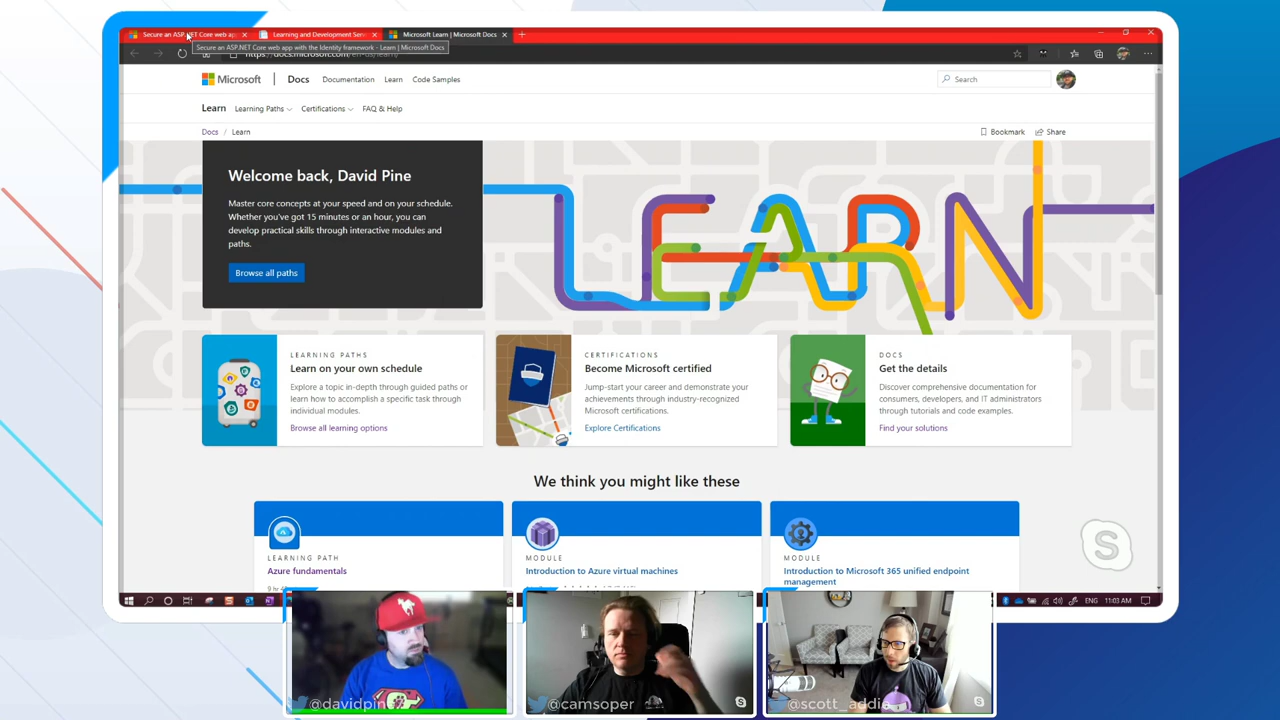 Secure an ASP.NET Core web ap
Learning and Development Serv
Microsoft Learn | Microsoft Docs
Secure an ASP.NET Core web app with the Identity framework - Learn | Microsoft Docs
Microsoft
Docs
Documentation
Learn
Code Samples
Search
Learn
Learning Paths
Certifications
FAQ & Help
Docs / Learn
Bookmark
Share
Welcome back, David Pine
Master core concepts at your speed and on your schedule.
Whether you've got 15 minutes or an hour, you can
develop practical skills through interactive modules and
paths.
Browse all paths
LEARN
LEARNING PATHS
Learn on your own schedule
Explore a topic in-depth through guided paths or
learn how to accomplish a specific task through
individual modules.
Browse all learning options
CERTIFICATIONS
Become Microsoft certified
Jump-start your career and demonstrate your
achievements through industry-recognized
Microsoft certifications.
Explore Certifications
DOCS
Get the details
Discover comprehensive documentation for
consumers, developers, and IT administrators
through tutorials and code examples.
Find your solutions
We think you might like these
LEARNING PATH
Azure fundamentals
MODULE
Introduction to Azure virtual machines
MODULE
Introduction to Microsoft 365 unified endpoint
management
S
ENG
11:03 AM
@davidpine
@camsoper
@scott_addie